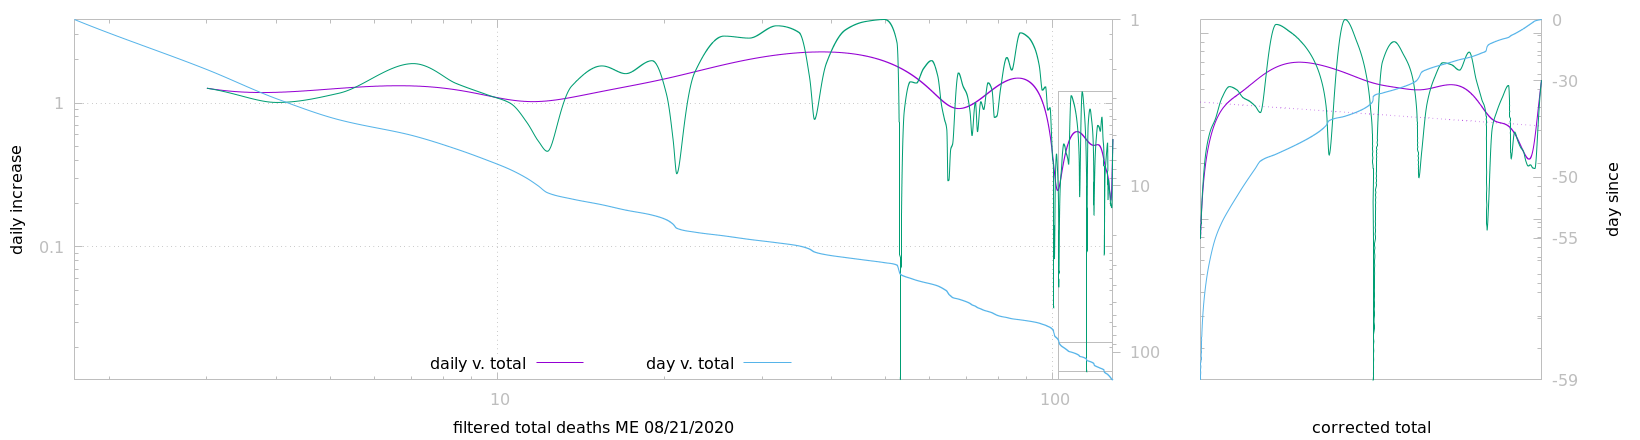 daily increase
1
0.1
daily v. total
day v. total
10
100
filtered total deaths ME 08/21/2020
1
10
100
0
-30
-50
-55
-59
day since
corrected total